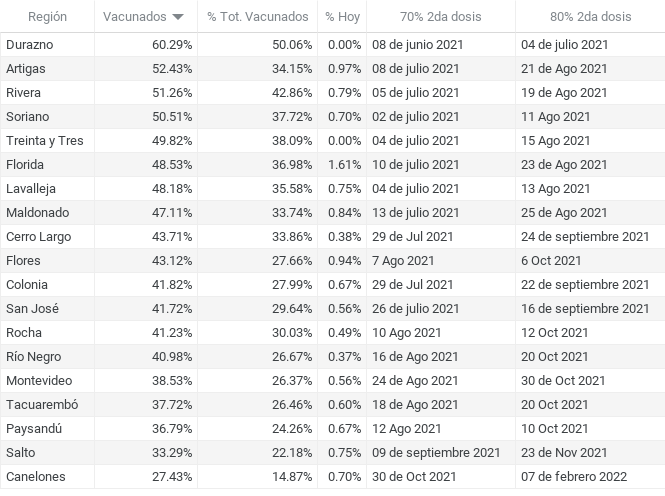 Región Vacunados % Tot. Vacunados % Hoy 70% 2da dosis 80% 2da dosis
Durazno 60.29% 50.06% 0.00% 08 de junio 2021 04 de julio 2021
Artigas 52.43% 34.15% 0.97% 08 de julio 2021 21 de Ago 2021
Rivera 51.26% 42.86% 0.79% 05 de julio 2021 19 de Ago 2021
Soriano 50.51% 37.72% 0.70% 02 de julio 2021 11 Ago 2021
Treinta y Tres 49.82% 38.09% 0.00% 04 de julio 2021 15 Ago 2021
Florida 48.53% 36.98% 1.61% 10 de julio 2021 23 de Ago 2021
Lavalleja 48.18% 35.58% 0.75% 04 de julio 2021 13 Ago 2021
Maldonado 47.11% 33.74% 0.84% 13 de julio 2021 25 de Ago 2021
Cerro Largo 43.71% 33.86% 0.38% 29 de Jul 2021 24 de septiembre 2021
Flores 43.12% 27.66% 0.94% 7 Ago 2021 6 Oct 2021
Colonia 41.82% 27.99% 0.67% 29 de Jul 2021 22 de septiembre 2021
San José 41.72% 29.64% 0.56% 26 de julio 2021 16 de septiembre 2021
Rocha 41.23% 30.03% 0.49% 10 Ago 2021 12 Oct 2021
Río Negro 40.98% 26.67% 0.37% 16 de Ago 2021 20 Oct 2021
Montevideo 38.53% 26.37% 0.56% 24 de Ago 2021 30 de Oct 2021
Tacuarembó 37.72% 26.46% 0.60% 18 de Ago 2021 20 Oct 2021
Paysandú 36.79% 24.26% 0.67% 12 Ago 2021 10 Oct 2021
Salto 33.29% 22.18% 0.75% 09 de septiembre 2021 23 de Nov 2021
Canelones 27.43% 14.87% 0.70% 30 de Oct 2021 07 de febrero 2022